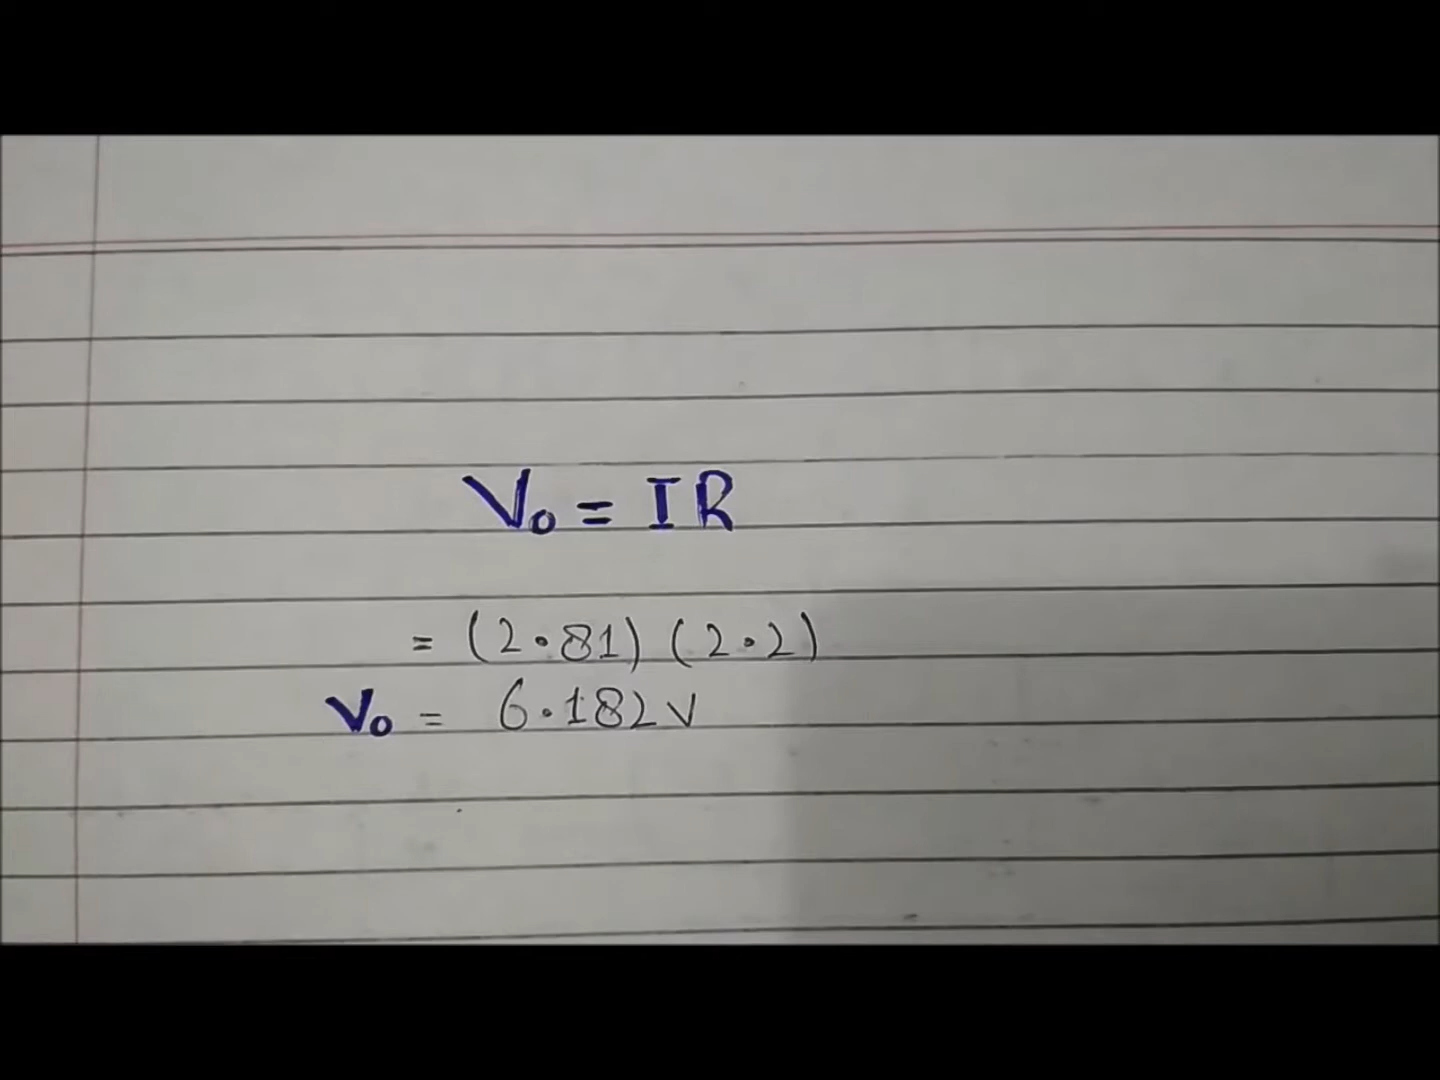 V₀ = IR
= (2.81) (2.2)
V₀ = 6.182V